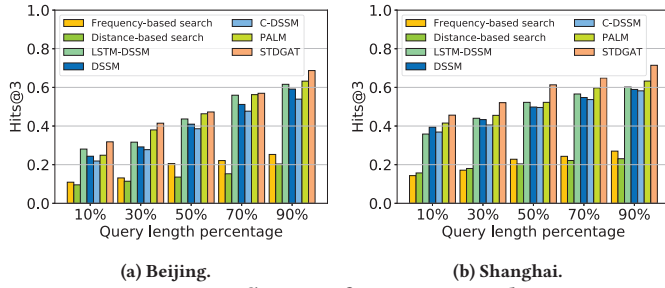 Frequency-based search
Distance-based search
LSTM-DSSM
DSSM
C-DSSM
PALM
STDGAT
Hits@3
1.0
0.8
0.6
0.4
0.2
0.0
10% 30% 50% 70% 90%
Query length percentage
(a) Beijing.
Frequency-based search
Distance-based search
LSTM-DSSM
DSSM
C-DSSM
PALM
STDGAT
Hits@3
1.0
0.8
0.6
0.4
0.2
0.0
10% 30% 50% 70% 90%
Query length percentage
(b) Shanghai.